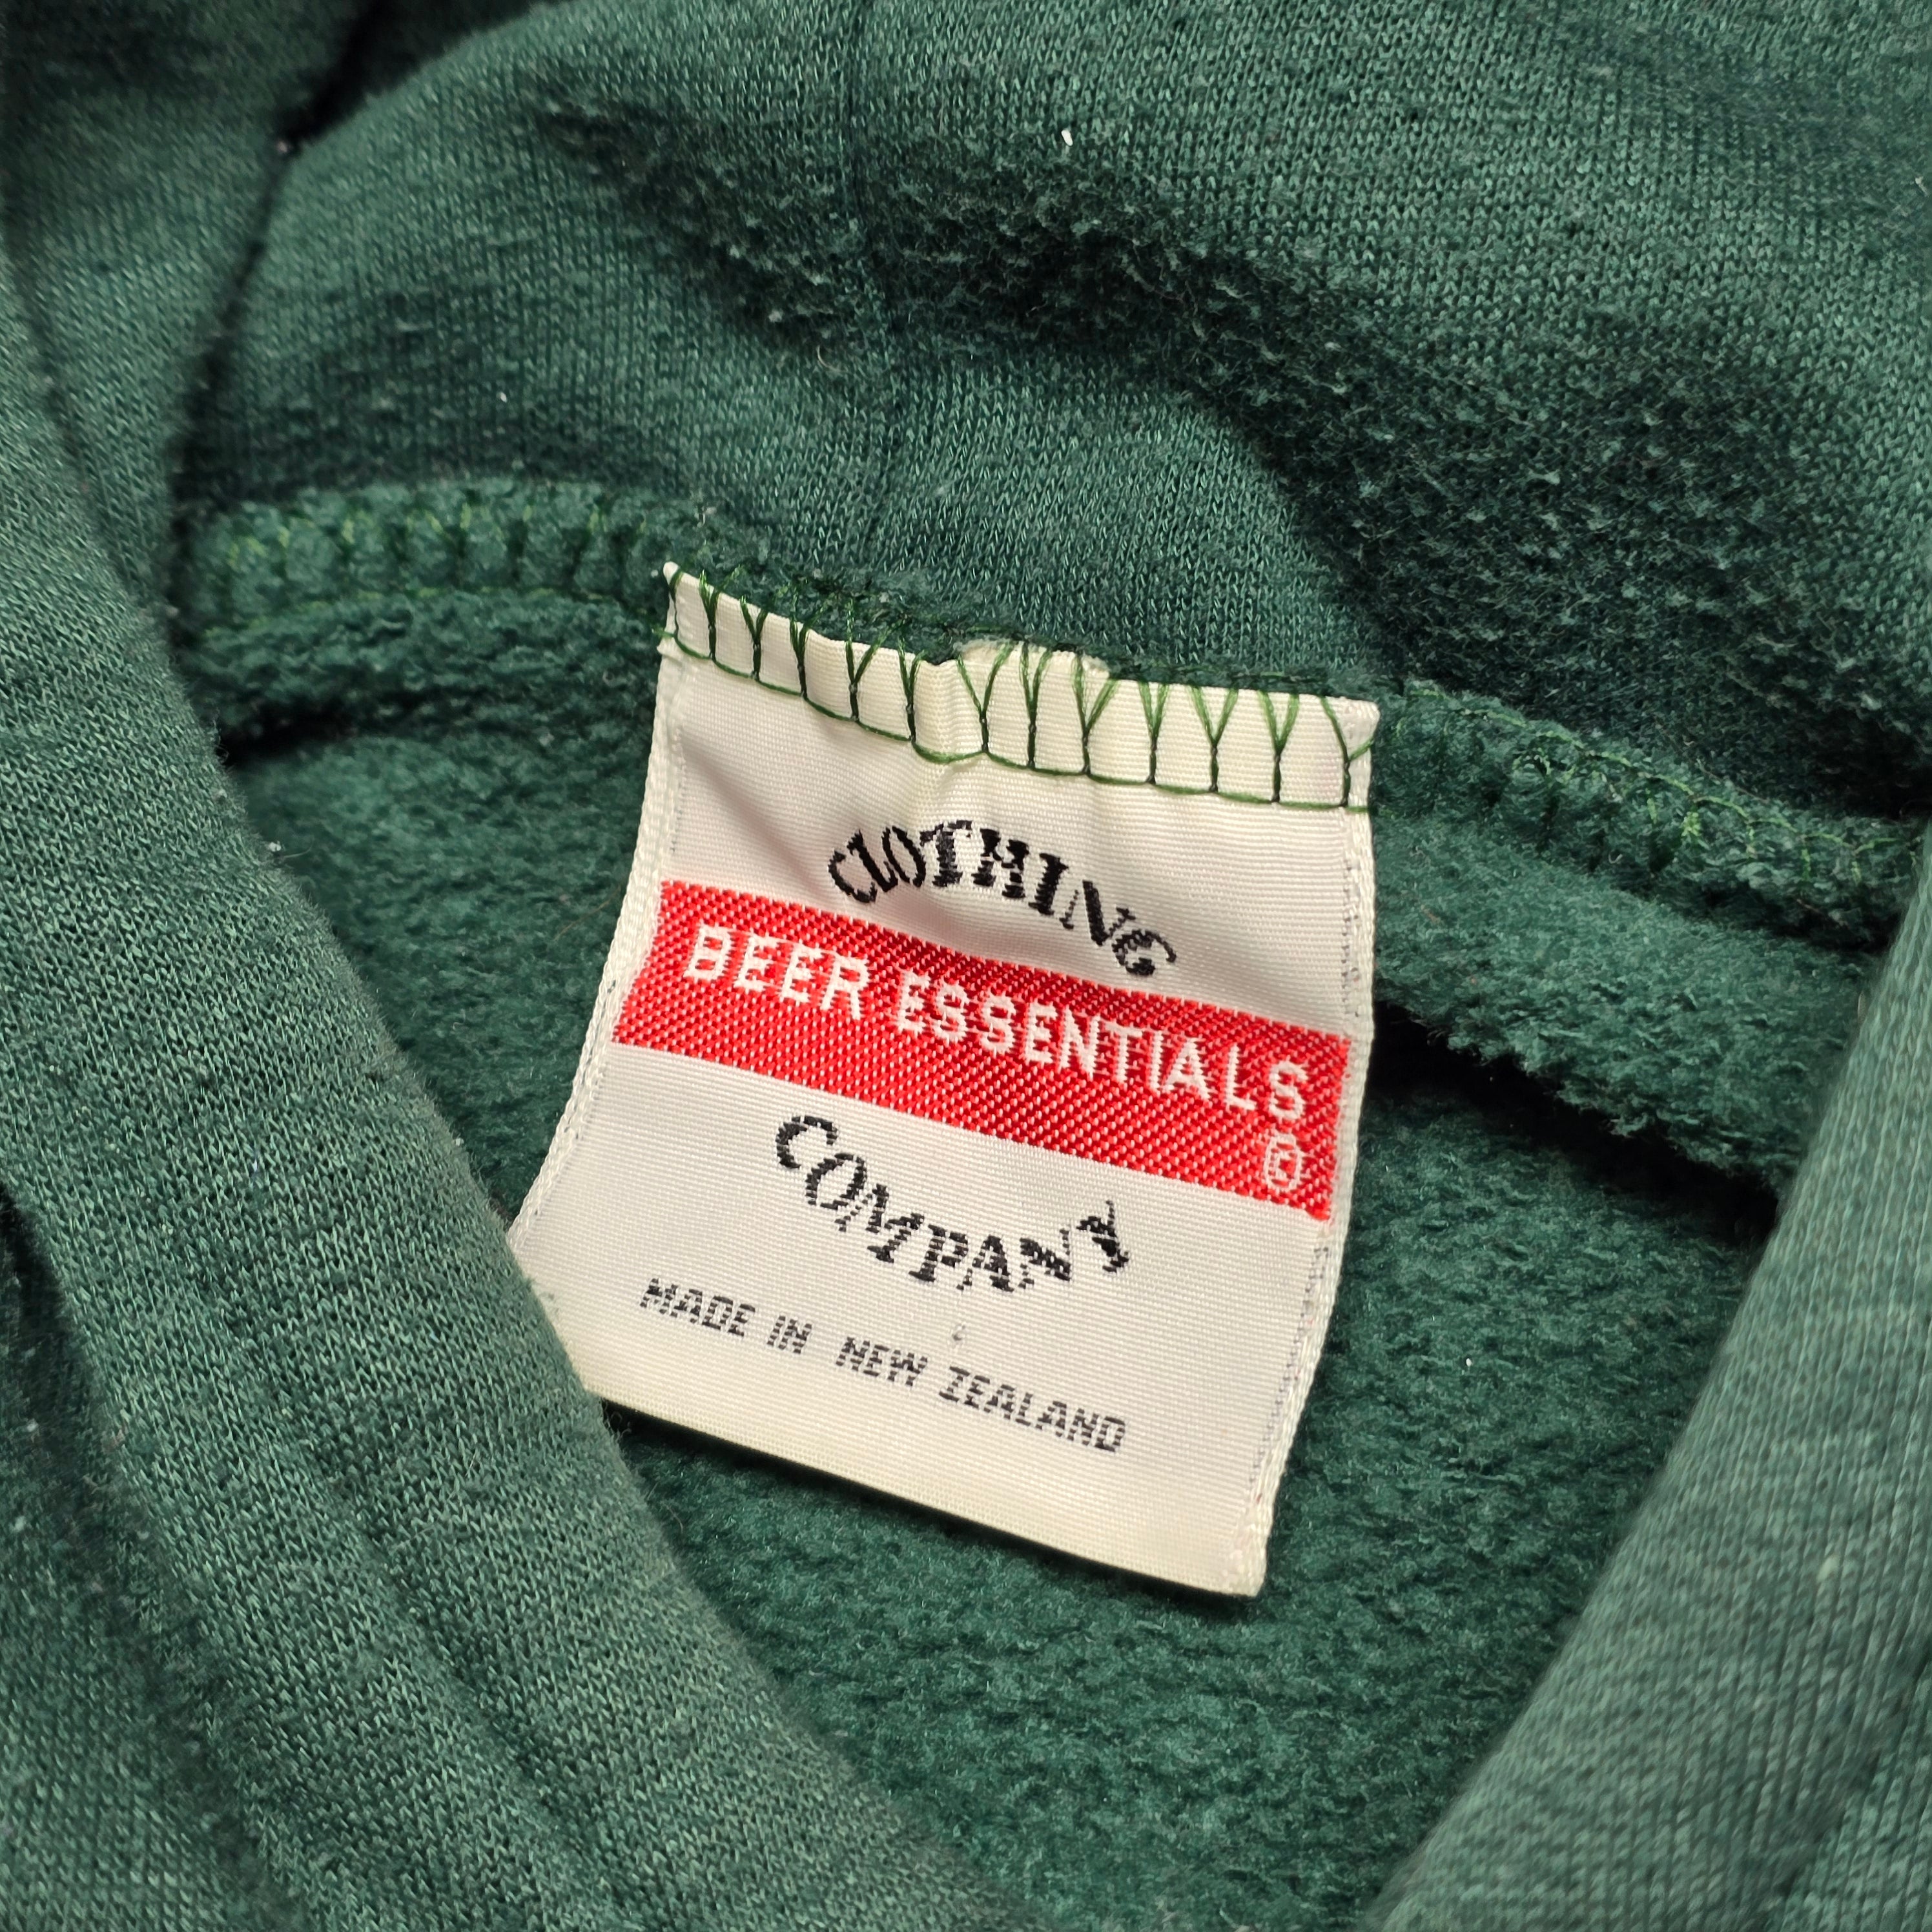 CLOTHING
BEER ESSENTIALS
©
COMPANY
MADE IN NEW ZEALAND